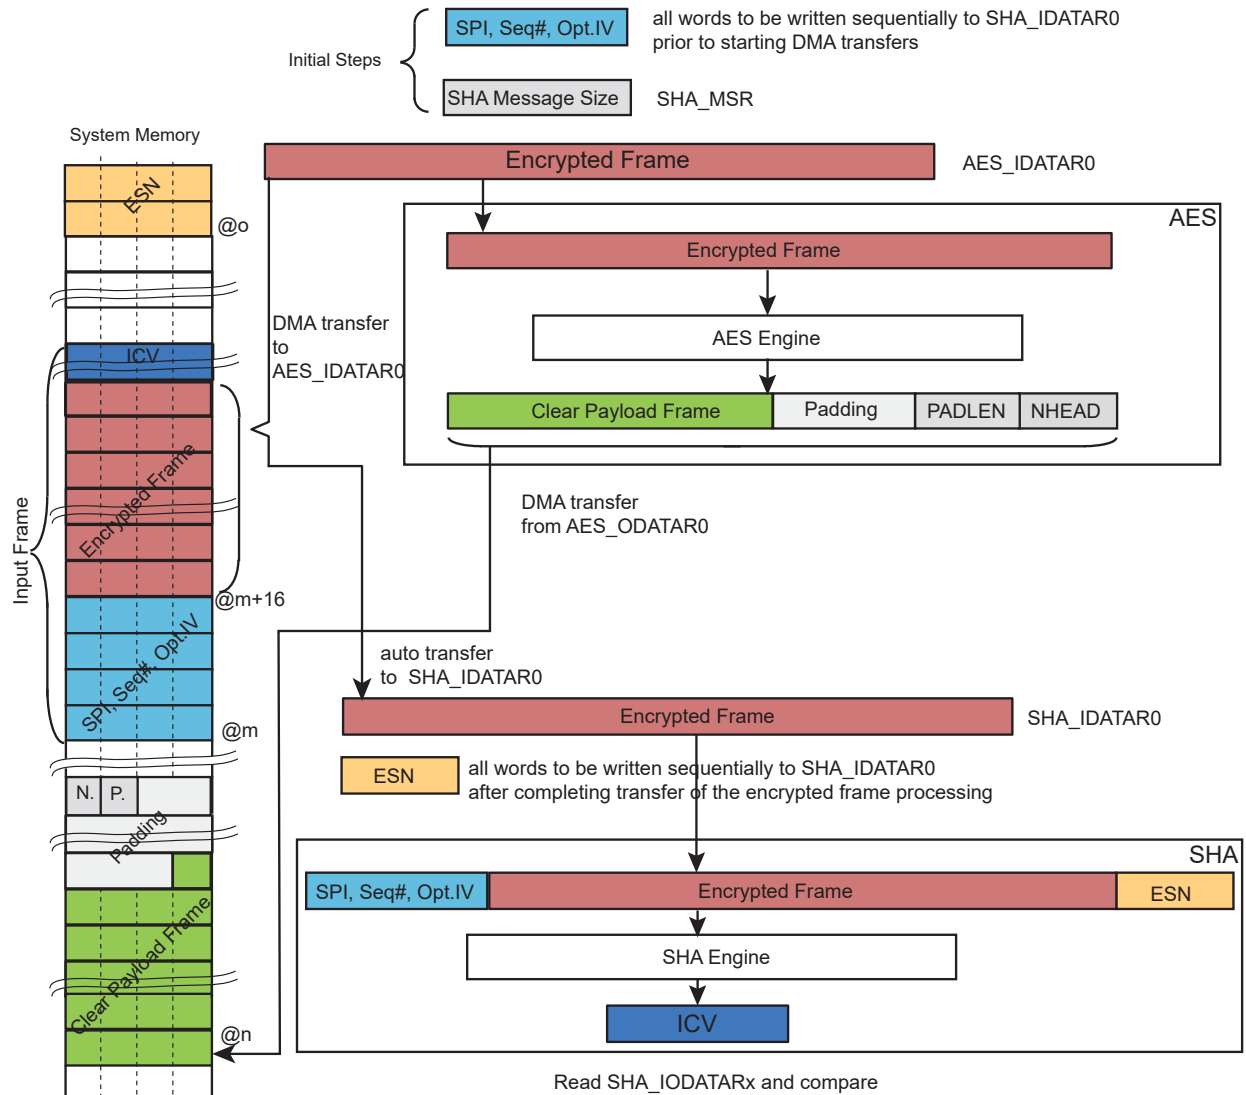 SPI, Seq#, Opt.IV
all words to be written sequentially to SHA_IDATAR0
prior to starting DMA transfers
Initial Steps
SHA Message Size
SHA_MSR
System Memory
Encrypted Frame
AES_IDATAR0
ESN
@o
AES
Encrypted Frame
DMA transfer
to
AES_IDATAR0
AES Engine
ICV
Clear Payload Frame
Padding
PADLEN
NHEAD
Encrypted Frame
Input Frame
DMA transfer
from AES_ODATAR0
@m+16
SPI, Seq#, Opt.IV
@m
auto transfer
to SHA_IDATAR0
Encrypted Frame
SHA_IDATAR0
ESN
all words to be written sequentially to SHA_IDATAR0
after completing transfer of the encrypted frame processing
N.
P.
Padding
SHA
SPI, Seq#, Opt.IV
Encrypted Frame
ESN
Clear Payload Frame
SHA Engine
ICV
@n
Read SHA_IODATARx and compare